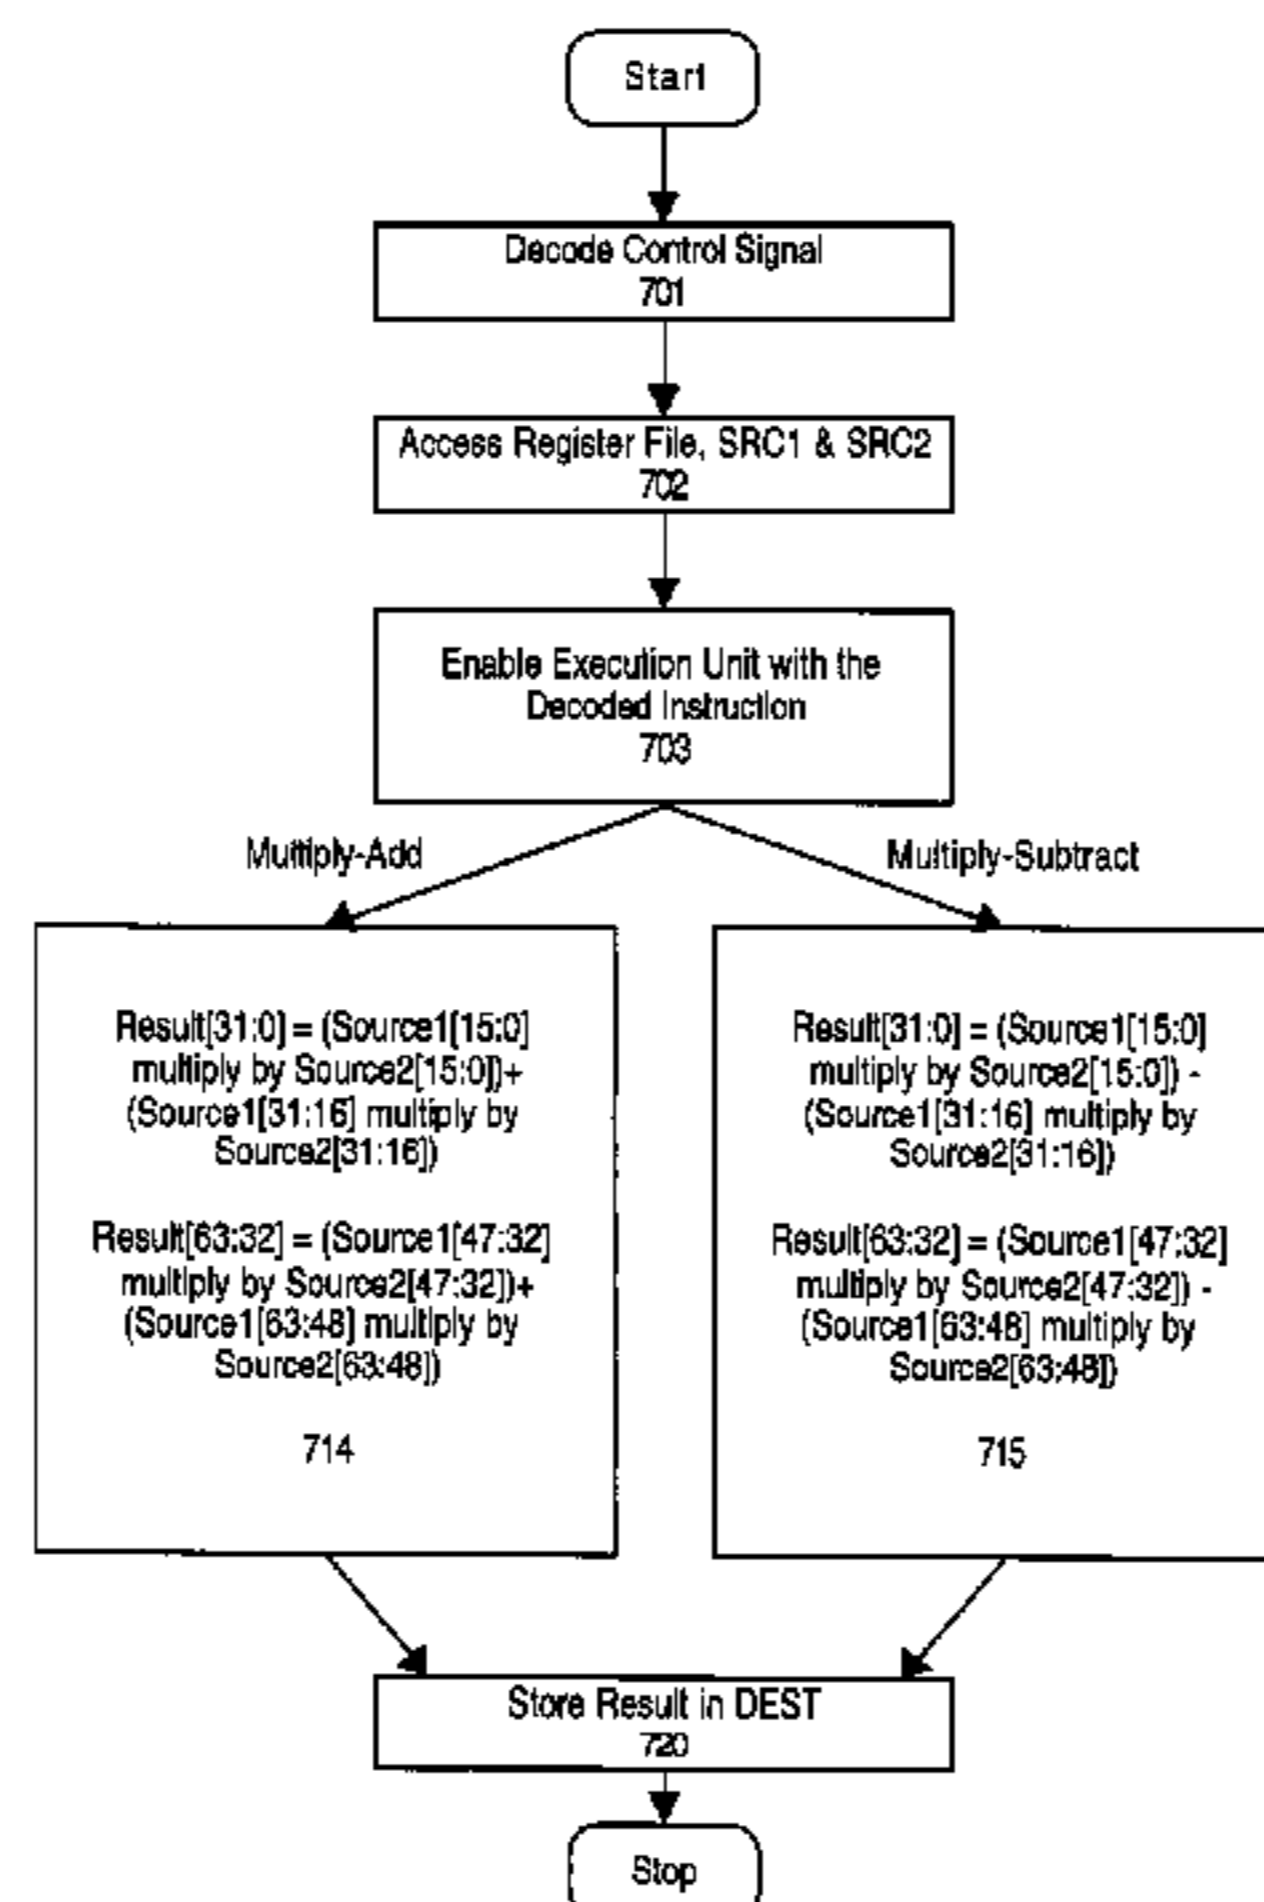 Start
Decode Control Signal
701
Access Register File, SRC1 & SRC2
702
Enable Execution Unit with the
Decoded Instruction
703
Multiply-Add
Multiply-Subtract
Result[31:0] = (Source1[15:0]
multiply by Source2[15:0])+
(Source1[31:16] multiply by
Source2[31:16])
Result[63:32] = (Source1[47:32]
multiply by Source2[47:32])+
(Source1[63:48] multiply by
Source2[63:48])
714
Result[31:0] = (Source1[15:0]
multiply by Source2[15:0]) -
(Source1[31:16] multiply by
Source2[31:16])
Result[63:32] = (Source1[47:32]
multiply by Source2[47:32]) -
(Source1[63:48] multiply by
Source2[63:48])
715
Store Result in DEST
720
Stop